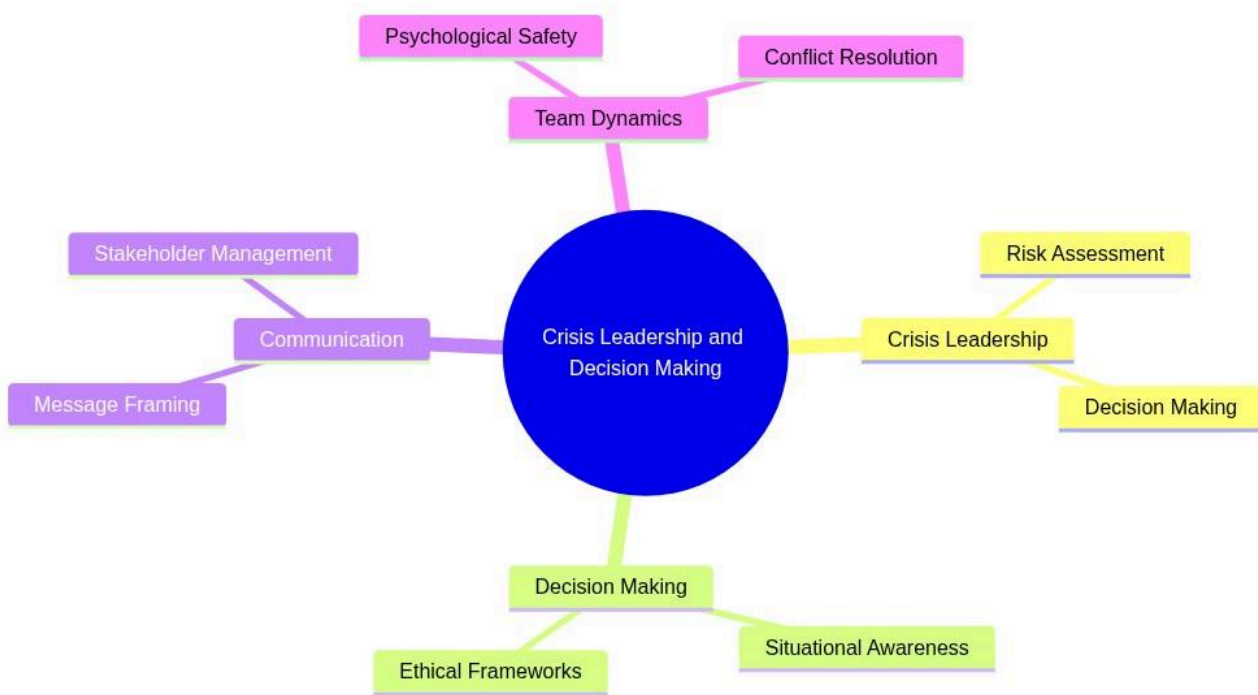 Psychological Safety
Conflict Resolution
Team Dynamics
Stakeholder Management
Risk Assessment
Communication
Crisis Leadership and
Decision Making
Crisis Leadership
Message Framing
Decision Making
Decision Making
Situational Awareness
Ethical Frameworks